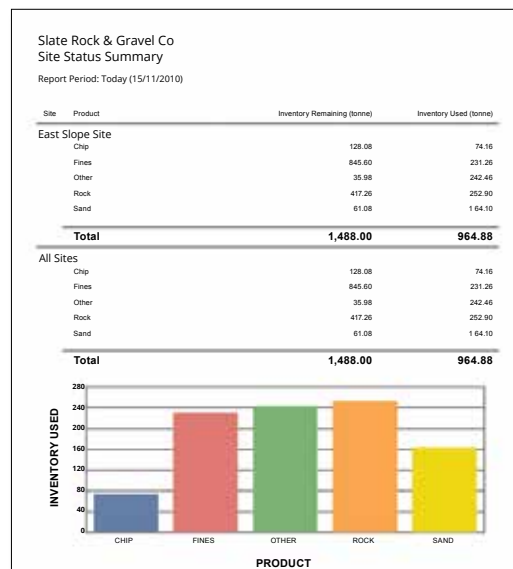 Slate Rock & Gravel Co
Site Status Summary
Report Period: Today (15/11/2010)
Site Product Inventory Remaining (tonne) Inventory Used (tonne)
East Slope Site
Chip 128.08 74.16
Fines 845.60 231.26
Other 35.98 242.46
Rock 417.26 252.90
Sand 61.08 1 64.10
Total 1,488.00 964.88
All Sites
Chip 128.08 74.16
Fines 845.60 231.26
Other 35.98 242.46
Rock 417.26 252.90
Sand 61.08 1 64.10
Total 1,488.00 964.88
INVENTORY USED
280
240
200
160
120
80
40
0
CHIP FINES OTHER ROCK SAND
PRODUCT